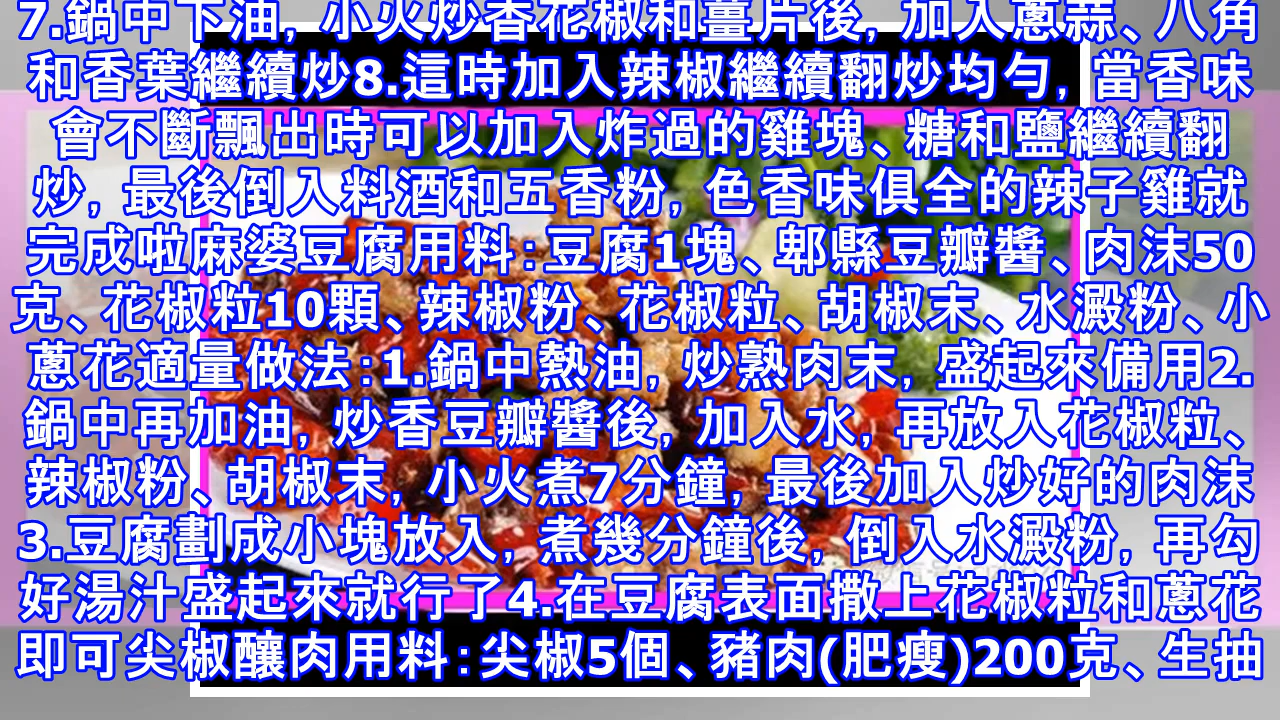 7.鍋中下油, 小火炒香花椒和薑片後, 加入蔥蒜、八角
和香葉繼續炒8.這時加入辣椒繼續翻炒均勻, 當香味
會不斷飄出時可以加入炸過的雞塊、糖和鹽繼續翻
炒, 最後倒入料酒和五香粉, 色香味俱全的辣子雞就
完成啦麻婆豆腐用料:豆腐1塊、郫縣豆瓣醬、肉沫50
克、花椒粒10顆、辣椒粉、花椒粒、胡椒末、水澱粉、小
蔥花適量做法:1.鍋中熱油, 炒熟肉末, 盛起來備用2.
鍋中再加油, 炒香豆瓣醬後, 加入水, 再放入花椒粒、
辣椒粉、胡椒末, 小火煮7分鐘, 最後加入炒好的肉沫
3.豆腐劃成小塊放入, 煮幾分鐘後, 倒入水澱粉, 再勾
好湯汁盛起來就行了4.在豆腐表面撒上花椒粒和蔥花
即可尖椒釀肉用料:尖椒5個、豬肉(肥瘦)200克、生抽